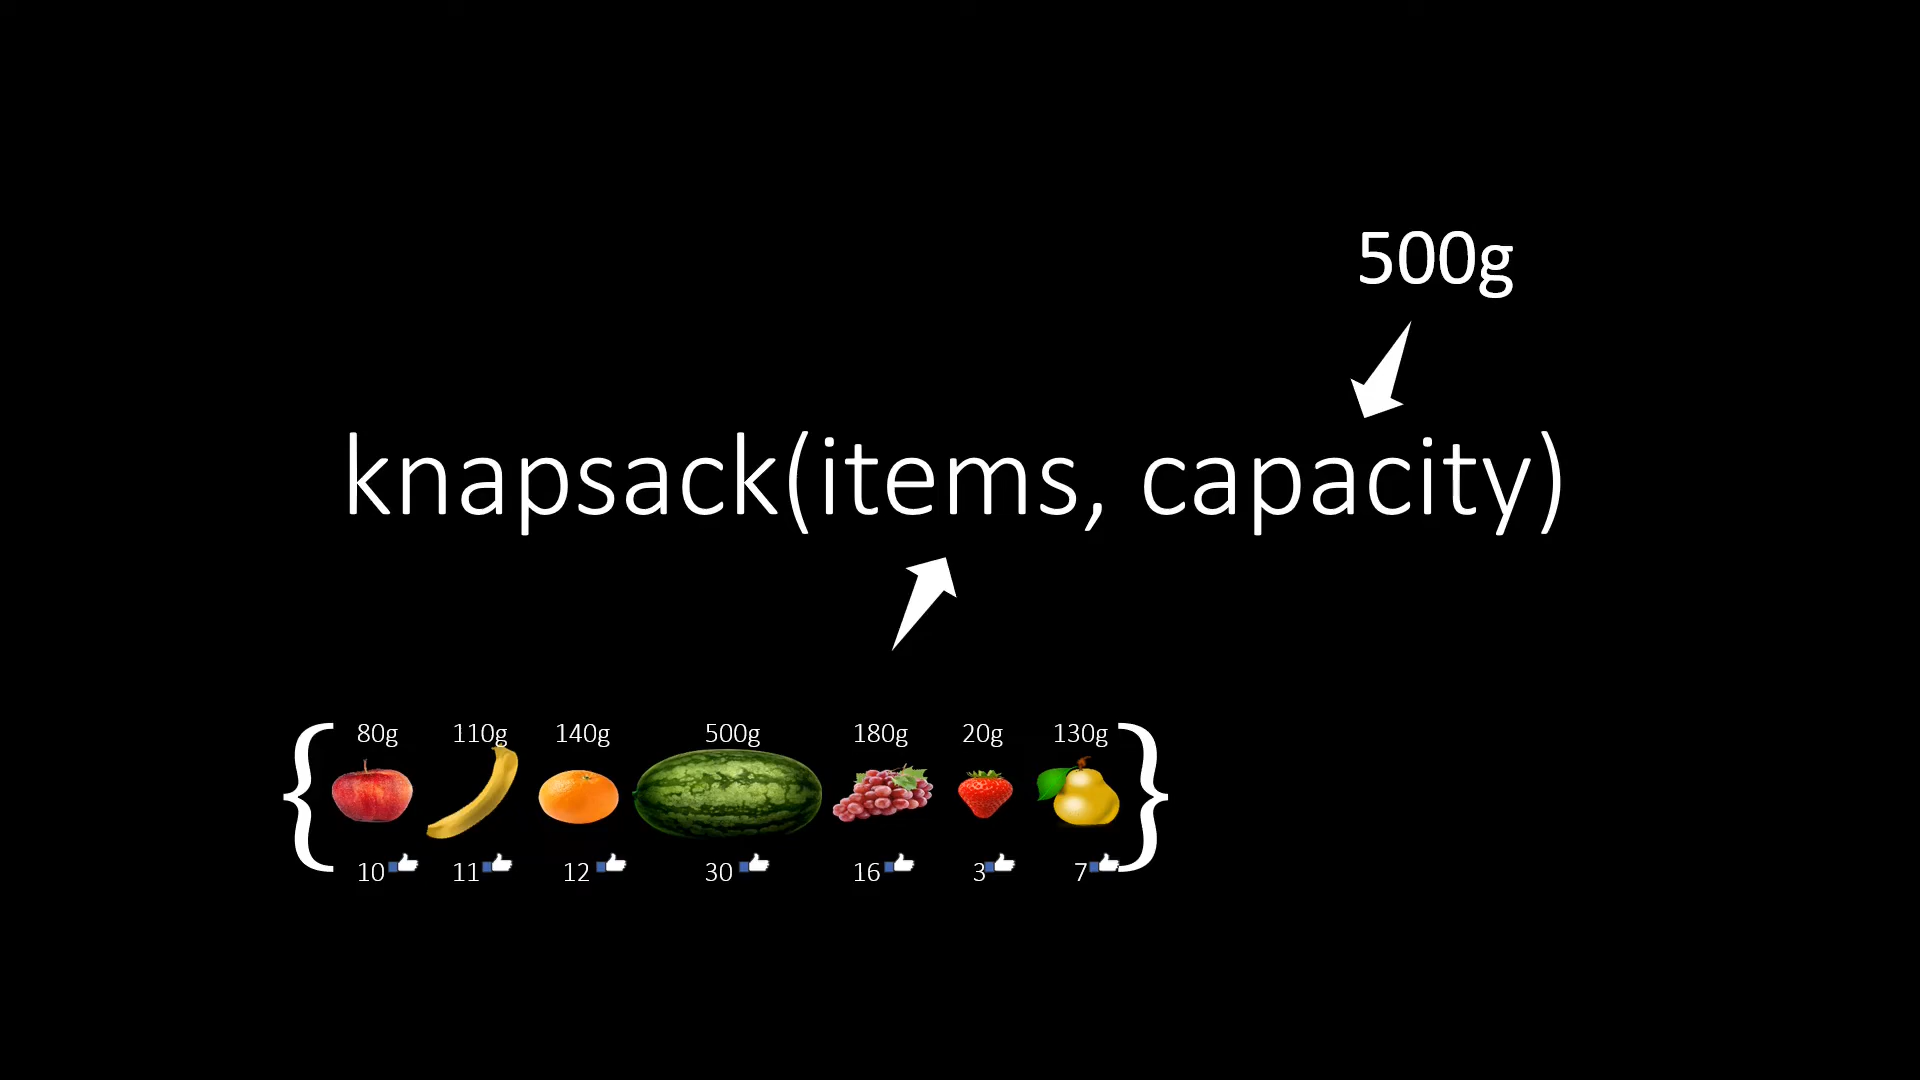 500g
knapsack(items, capacity)
{ 80g 110g 140g 500g 180g 20g 130g }
10 11 12 30 16 3 7